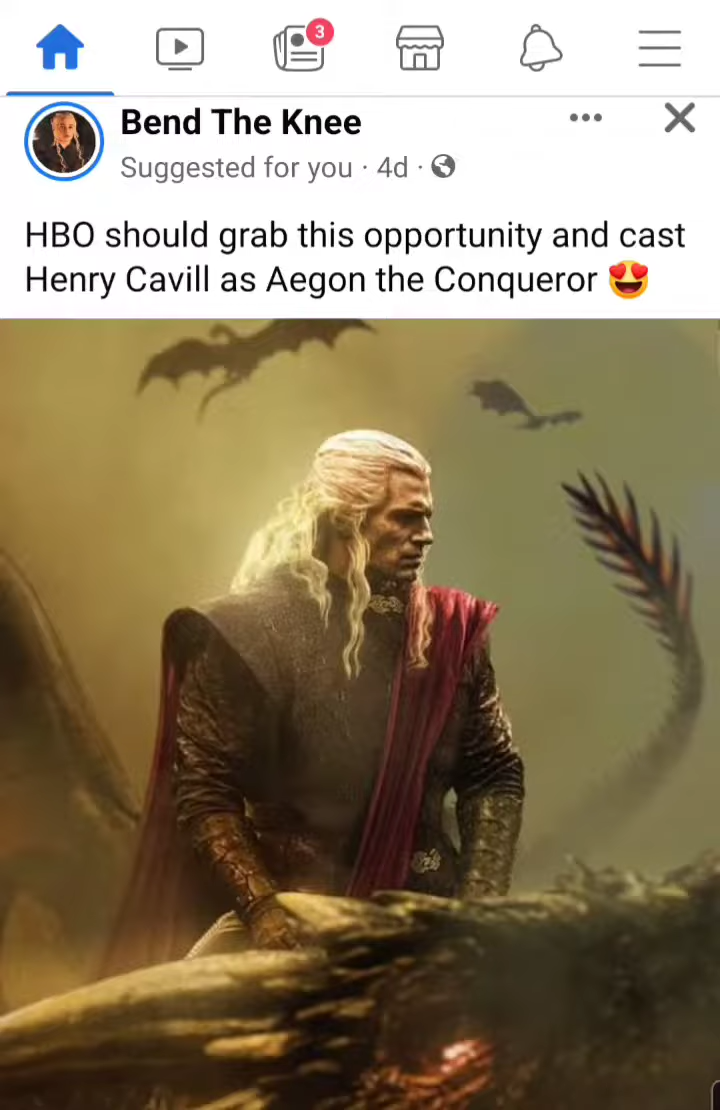 3
Bend The Knee
Suggested for you · 4d ·
HBO should grab this opportunity and cast
Henry Cavill as Aegon the Conqueror 😍